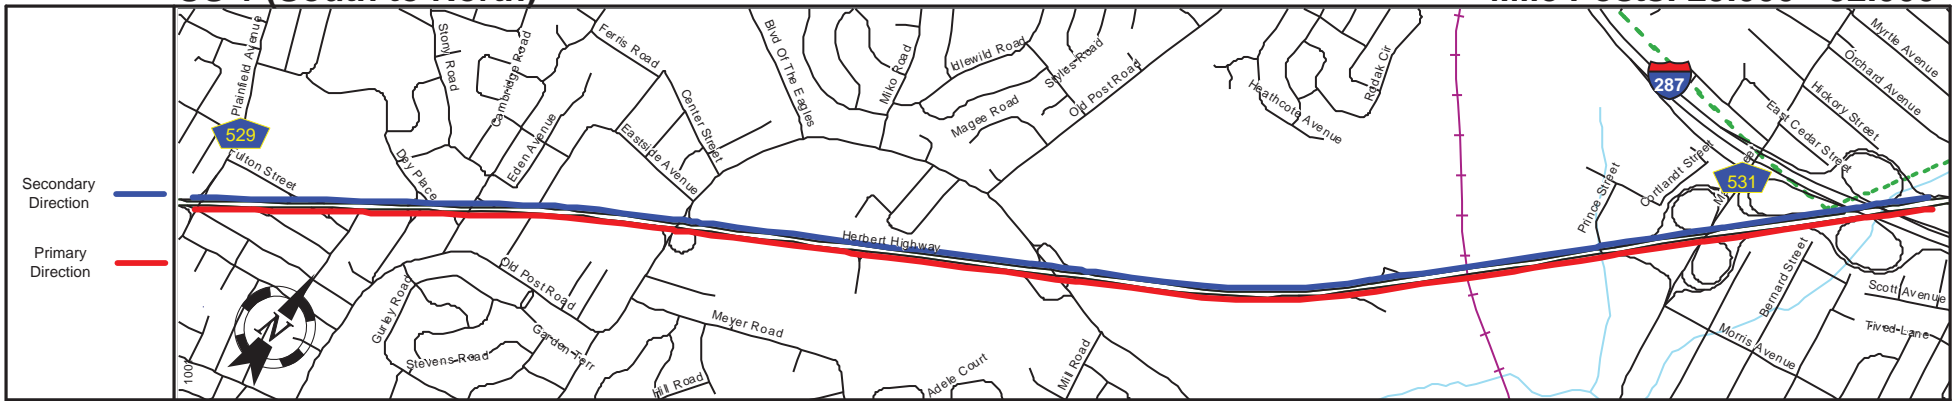 Secondary
Direction
Primary
Direction
Plainfield Avenue
529
Fulton Street
Stony Road
Cambridge Road
Dey Place
Eden Avenue
Ferris Road
Center Street
Eastside Avenue
Blvd Of The Eagles
Miko Road
Idlewild Road
Styles Road
Magee Road
Old Post Road
Heathcote Avenue
Rodak Cir
287
Myrtle Avenue
Orchard Avenue
Hickory Street
East Cedar Street
Cortlandt Street
531
Prince Street
Herbert Highway
Old Post Road
Gurley Road
Stevens Road
Garden Terr
Meyer Road
Hill Road
Adele Court
Mill Road
Bernard Street
Morris Avenue
Scott Avenue
Tived Lane
N
100